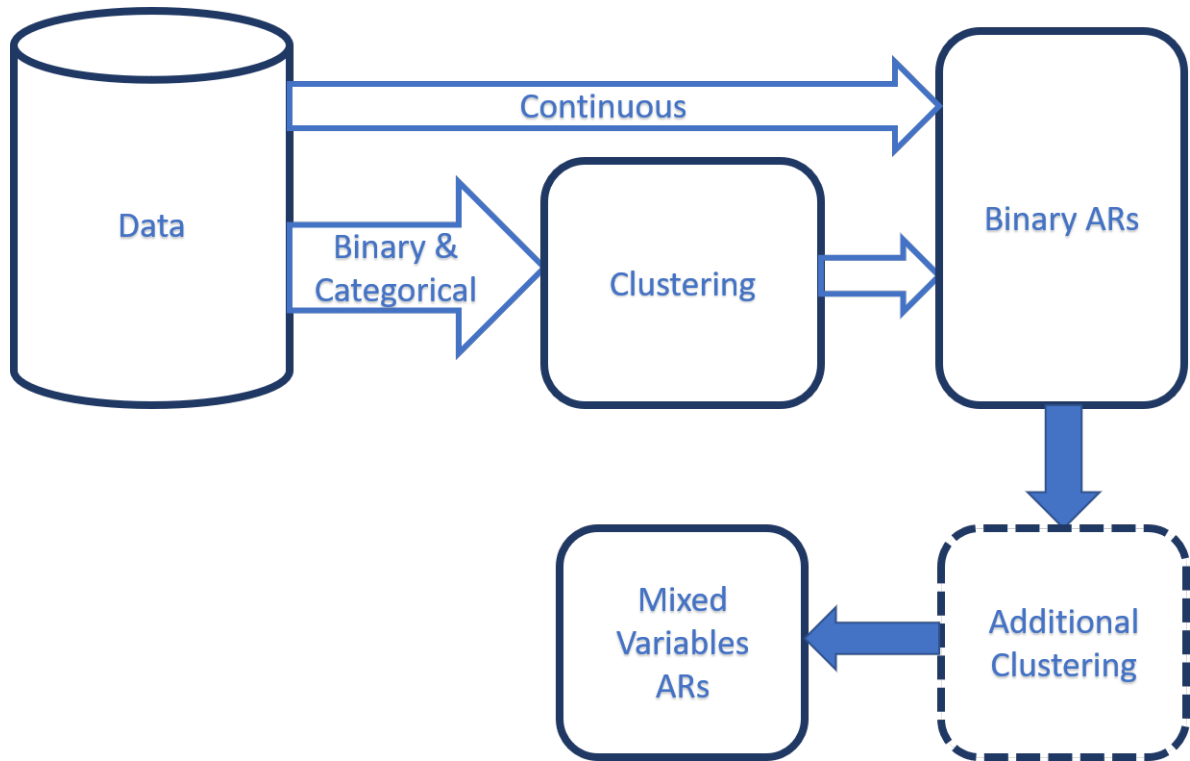 Data
Continuous
Binary &
Categorical
Clustering
Binary ARs
Additional
Clustering
Mixed
Variables
ARs